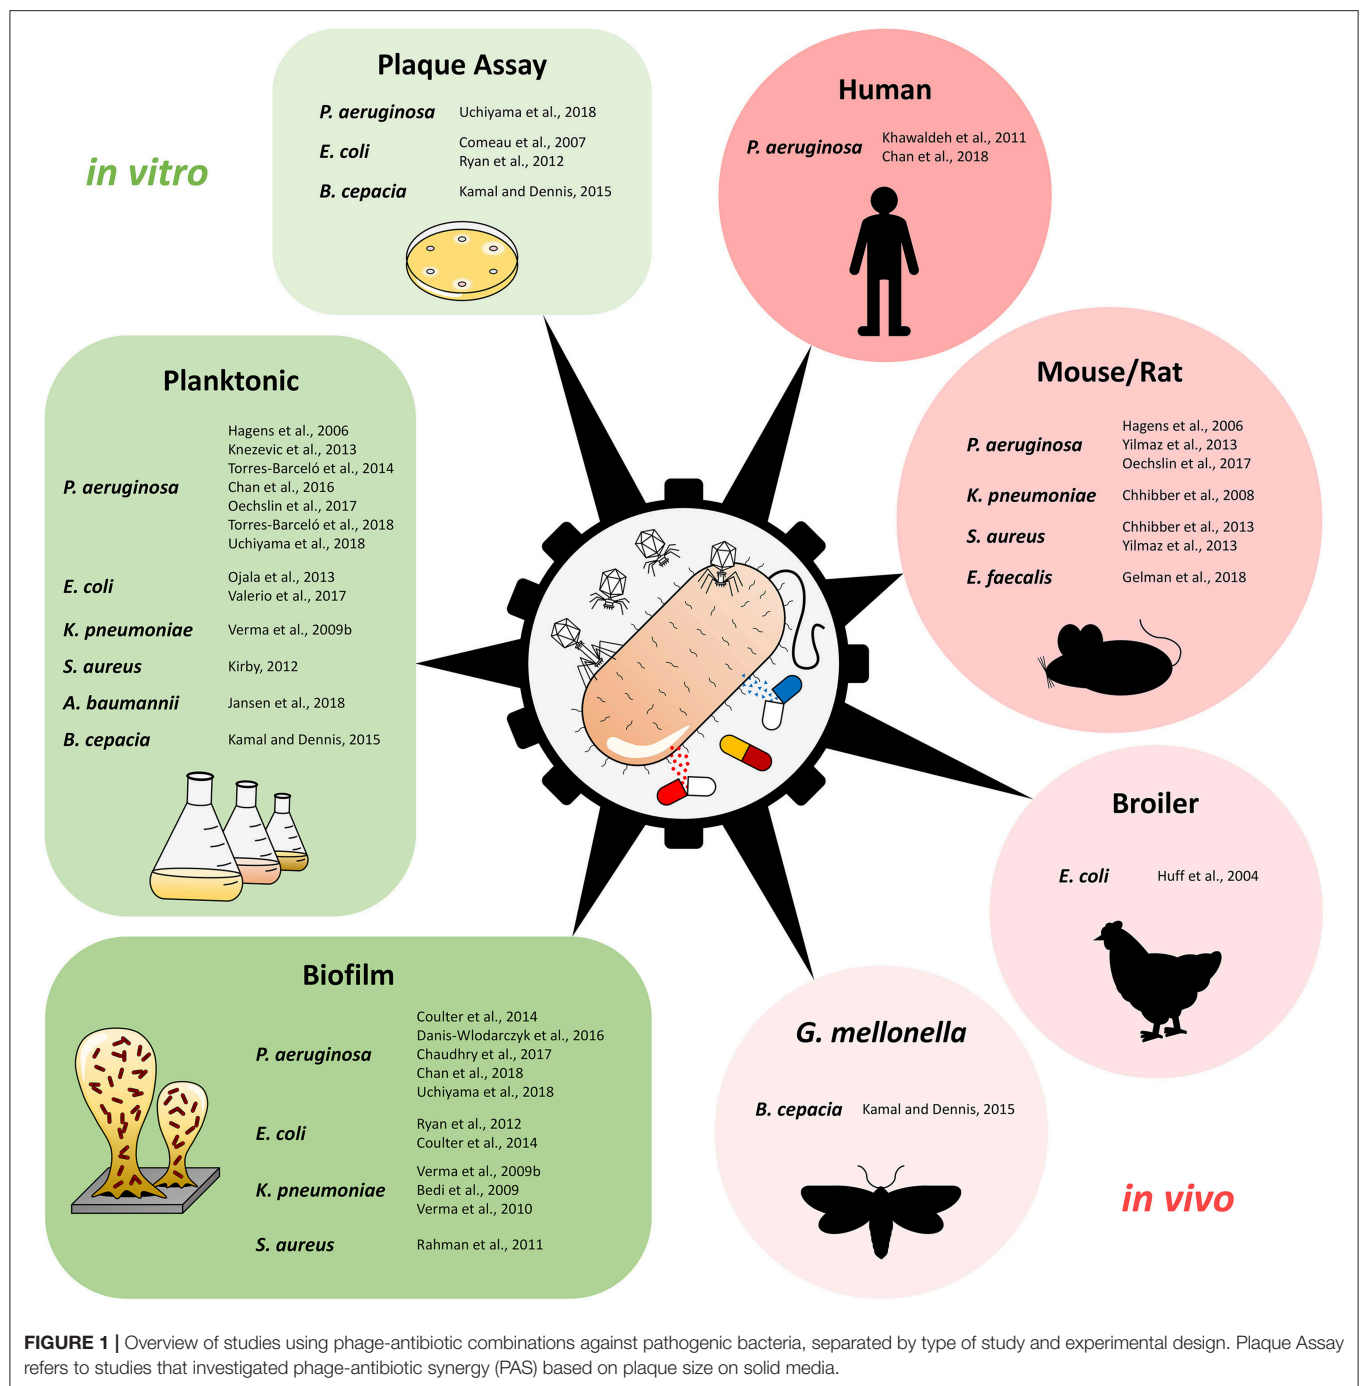 in vitro
Plaque Assay
P. aeruginosa Uchiyama et al., 2018
E. coli Comeau et al., 2007
Ryan et al., 2012
B. cepacia Kamal and Dennis, 2015
Human
P. aeruginosa Khawaldeh et al., 2011
Chan et al., 2018
Planktonic
P. aeruginosa Hagens et al., 2006
Knezevic et al., 2013
Torres-Barceló et al., 2014
Chan et al., 2016
Oechslin et al., 2017
Torres-Barceló et al., 2018
Uchiyama et al., 2018
E. coli Ojala et al., 2013
Valerio et al., 2017
K. pneumoniae Verma et al., 2009b
S. aureus Kirby, 2012
A. baumannii Jansen et al., 2018
B. cepacia Kamal and Dennis, 2015
Mouse/Rat
P. aeruginosa Hagens et al., 2006
Yilmaz et al., 2013
Oechslin et al., 2017
K. pneumoniae Chhibber et al., 2008
S. aureus Chhibber et al., 2013
Yilmaz et al., 2013
E. faecalis Gelman et al., 2018
Broiler
E. coli Huff et al., 2004
Biofilm
P. aeruginosa Coulter et al., 2014
Danis-Wlodarczyk et al., 2016
Chaudhry et al., 2017
Chan et al., 2018
Uchiyama et al., 2018
E. coli Ryan et al., 2012
Coulter et al., 2014
K. pneumoniae Verma et al., 2009b
Bedi et al., 2009
Verma et al., 2010
S. aureus Rahman et al., 2011
G. mellonella
B. cepacia Kamal and Dennis, 2015
in vivo
FIGURE 1 | Overview of studies using phage-antibiotic combinations against pathogenic bacteria, separated by type of study and experimental design. Plaque Assay
refers to studies that investigated phage-antibiotic synergy (PAS) based on plaque size on solid media.